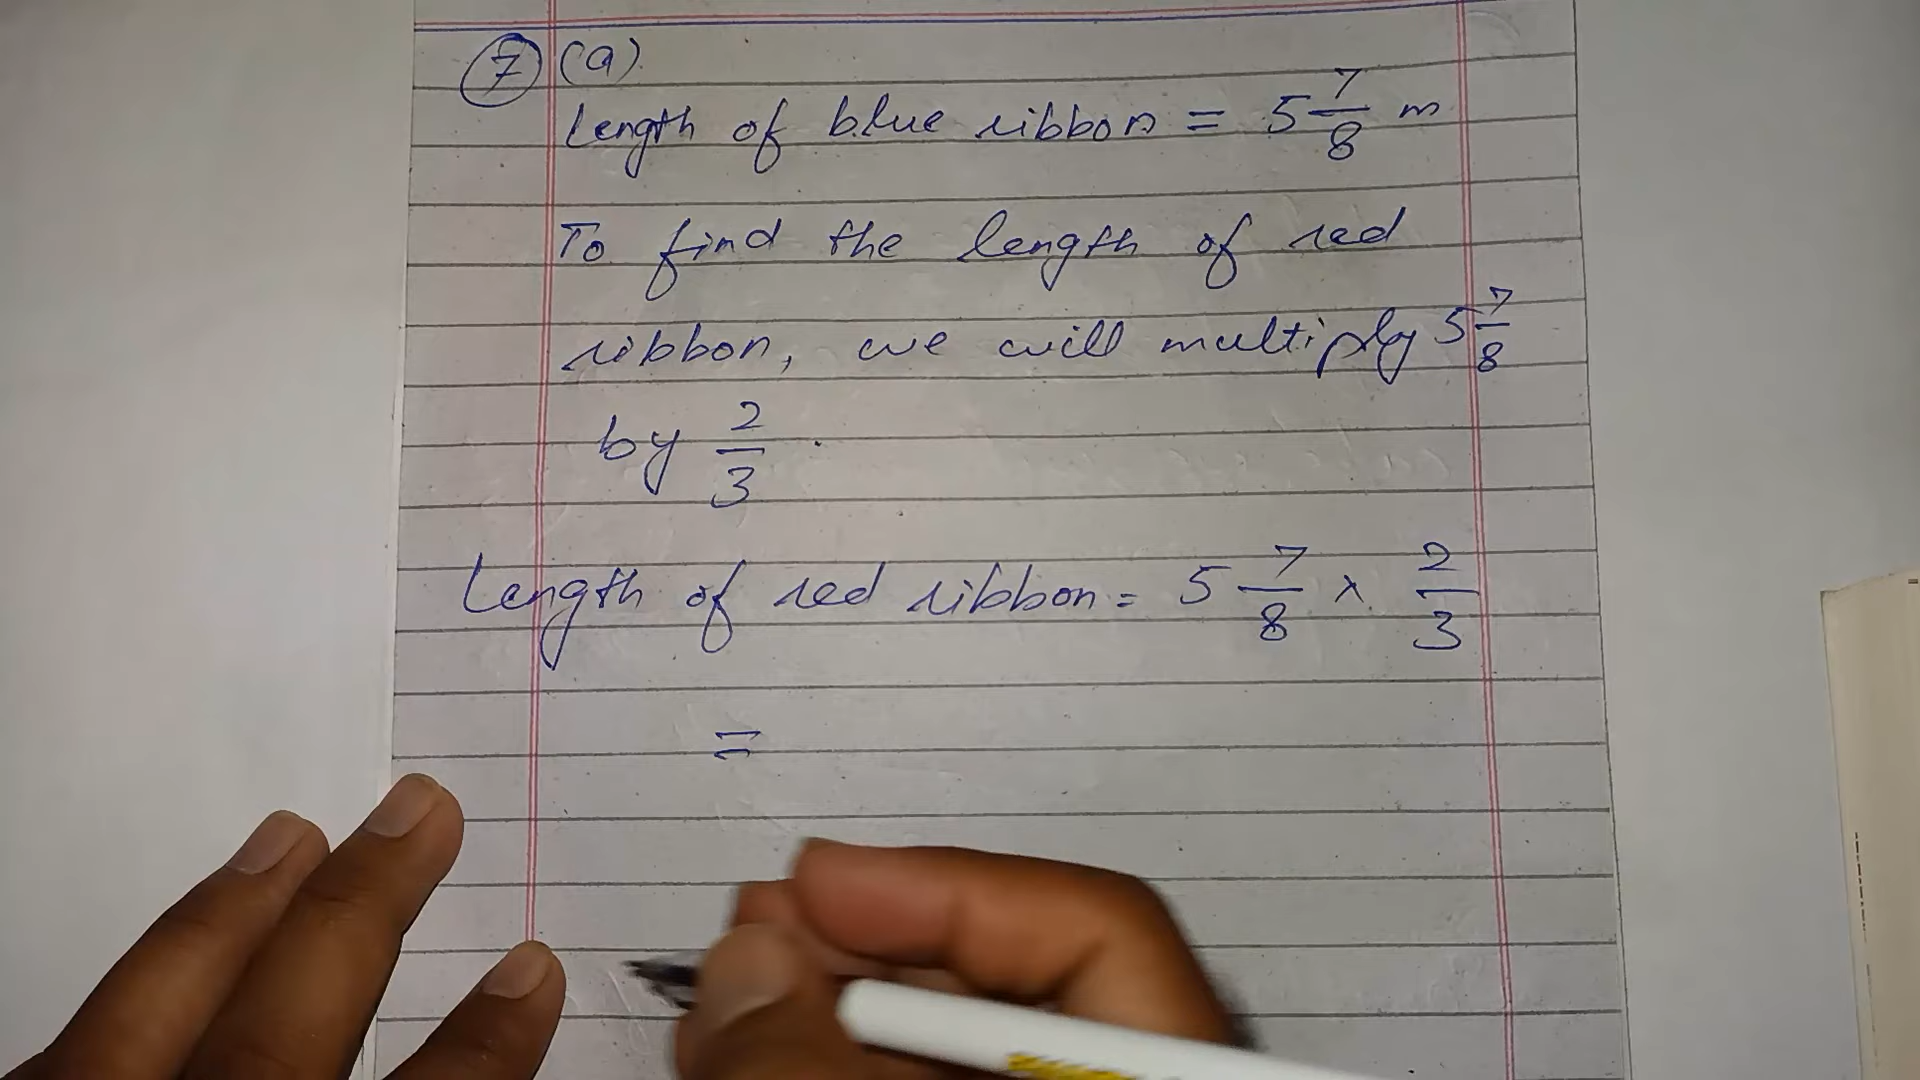 7 (a)
Length of blue ribbon = 5 7/8 m
To find the length of red
ribbon, we will multiply 5 7/8
by 2/3.
Length of red ribbon = 5 7/8 × 2/3
=